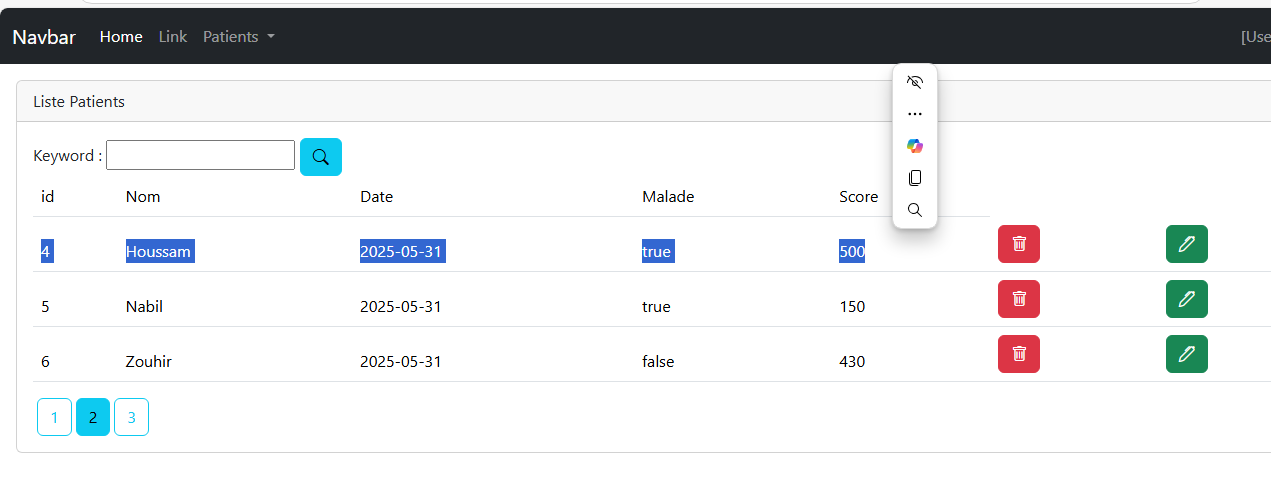 Navbar Home Link Patients [Use
Liste Patients
Keyword :
id Nom Date Malade Score
4 Houssam 2025-05-31 true 500
5 Nabil 2025-05-31 true 150
6 Zouhir 2025-05-31 false 430
1 2 3